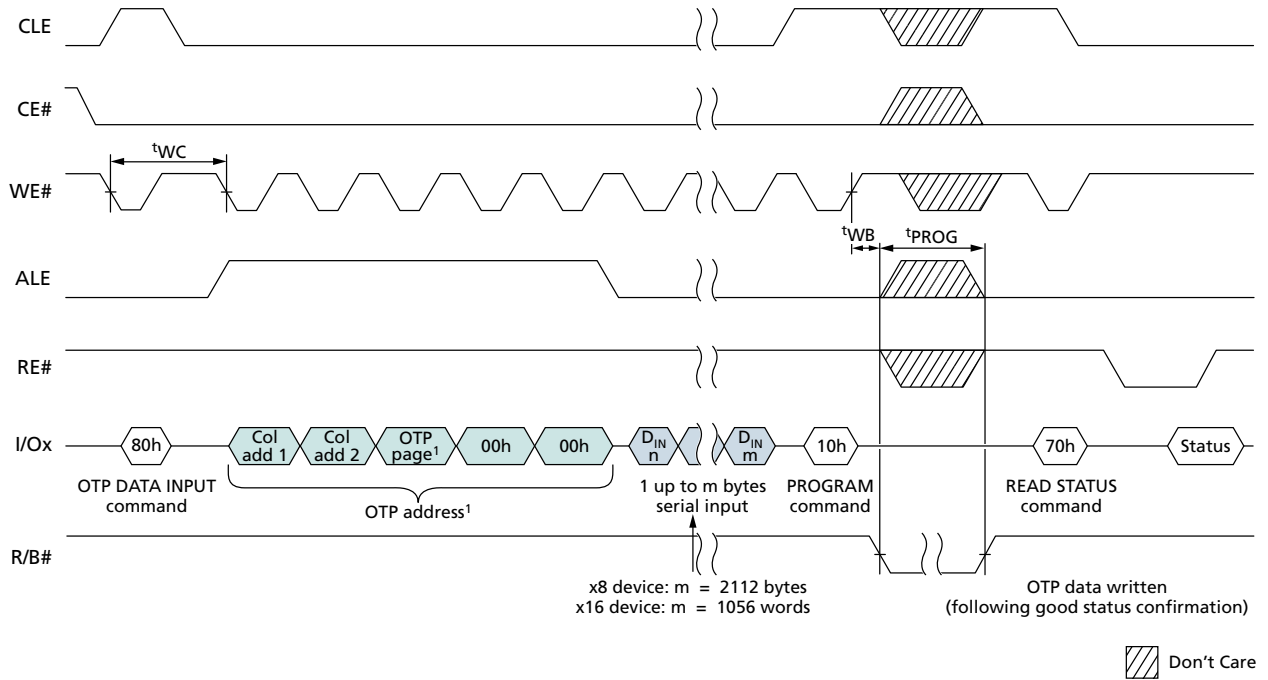 CLE
CE#
tWC
WE#
tWB
tPROG
ALE
RE#
I/Ox
80h
Col
add 1
Col
add 2
OTP
page1
00h
00h
DIN
n
DIN
m
10h
70h
Status
OTP DATA INPUT
command
OTP address1
1 up to m bytes
serial input
PROGRAM
command
READ STATUS
command
R/B#
x8 device: m = 2112 bytes
x16 device: m = 1056 words
OTP data written
(following good status confirmation)
Don't Care